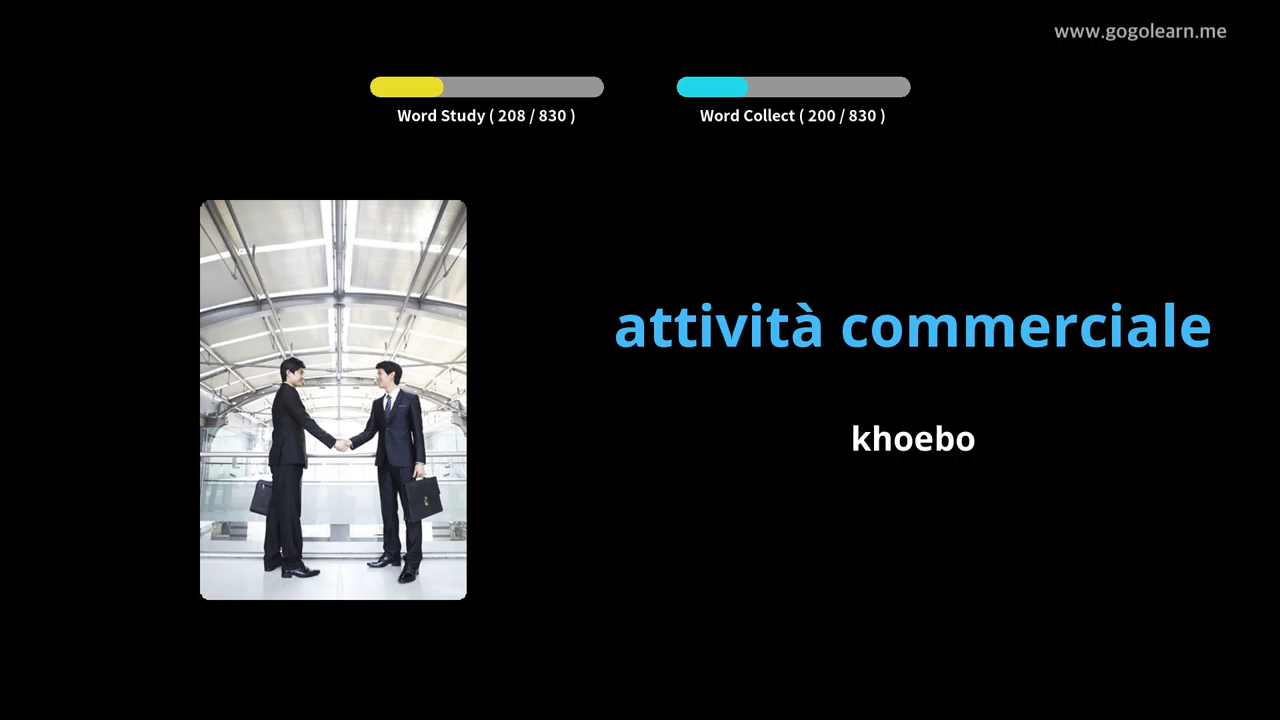 www.gogolearn.me
Word Study ( 208 / 830 )
Word Collect ( 200 / 830 )
attività commerciale
khoebo